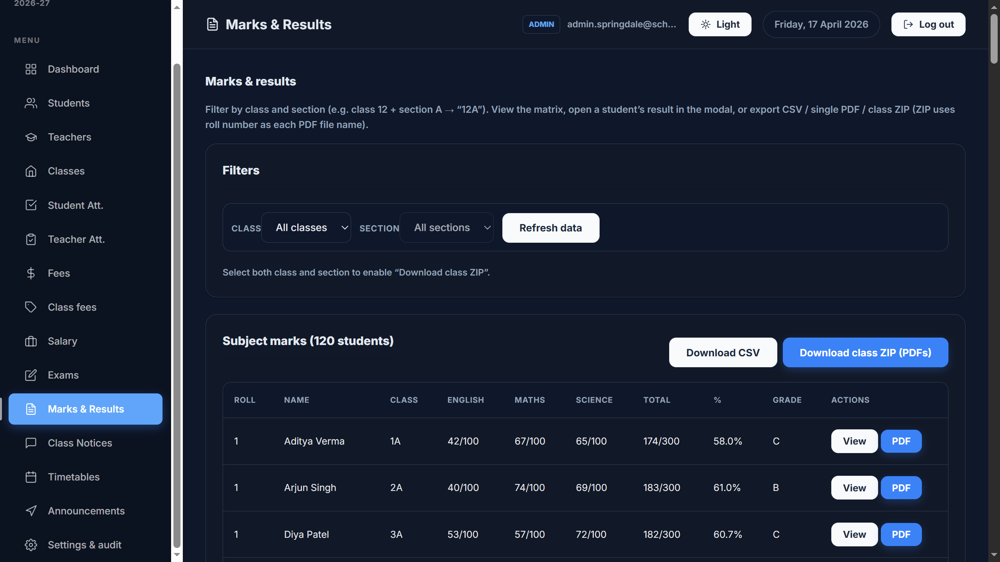 2026-27
MENU
Dashboard
Students
Teachers
Classes
Student Att.
Teacher Att.
Fees
Class fees
Salary
Exams
Marks & Results
Class Notices
Timetables
Announcements
Settings & audit
Marks & Results
ADMIN admin.springdale@sch... Light Friday, 17 April 2026 Log out
Marks & results
Filter by class and section (e.g. class 12 + section A → “12A”). View the matrix, open a student’s result in the modal, or export CSV / single PDF / class ZIP (ZIP uses
roll number as each PDF file name).
Filters
CLASS All classes SECTION All sections Refresh data
Select both class and section to enable “Download class ZIP”.
Subject marks (120 students)
Download CSV Download class ZIP (PDFs)
ROLL NAME CLASS ENGLISH MATHS SCIENCE TOTAL % GRADE ACTIONS
1 Aditya Verma 1A 42/100 67/100 65/100 174/300 58.0% C View PDF
1 Arjun Singh 2A 40/100 74/100 69/100 183/300 61.0% B View PDF
1 Diya Patel 3A 53/100 57/100 72/100 182/300 60.7% C View PDF